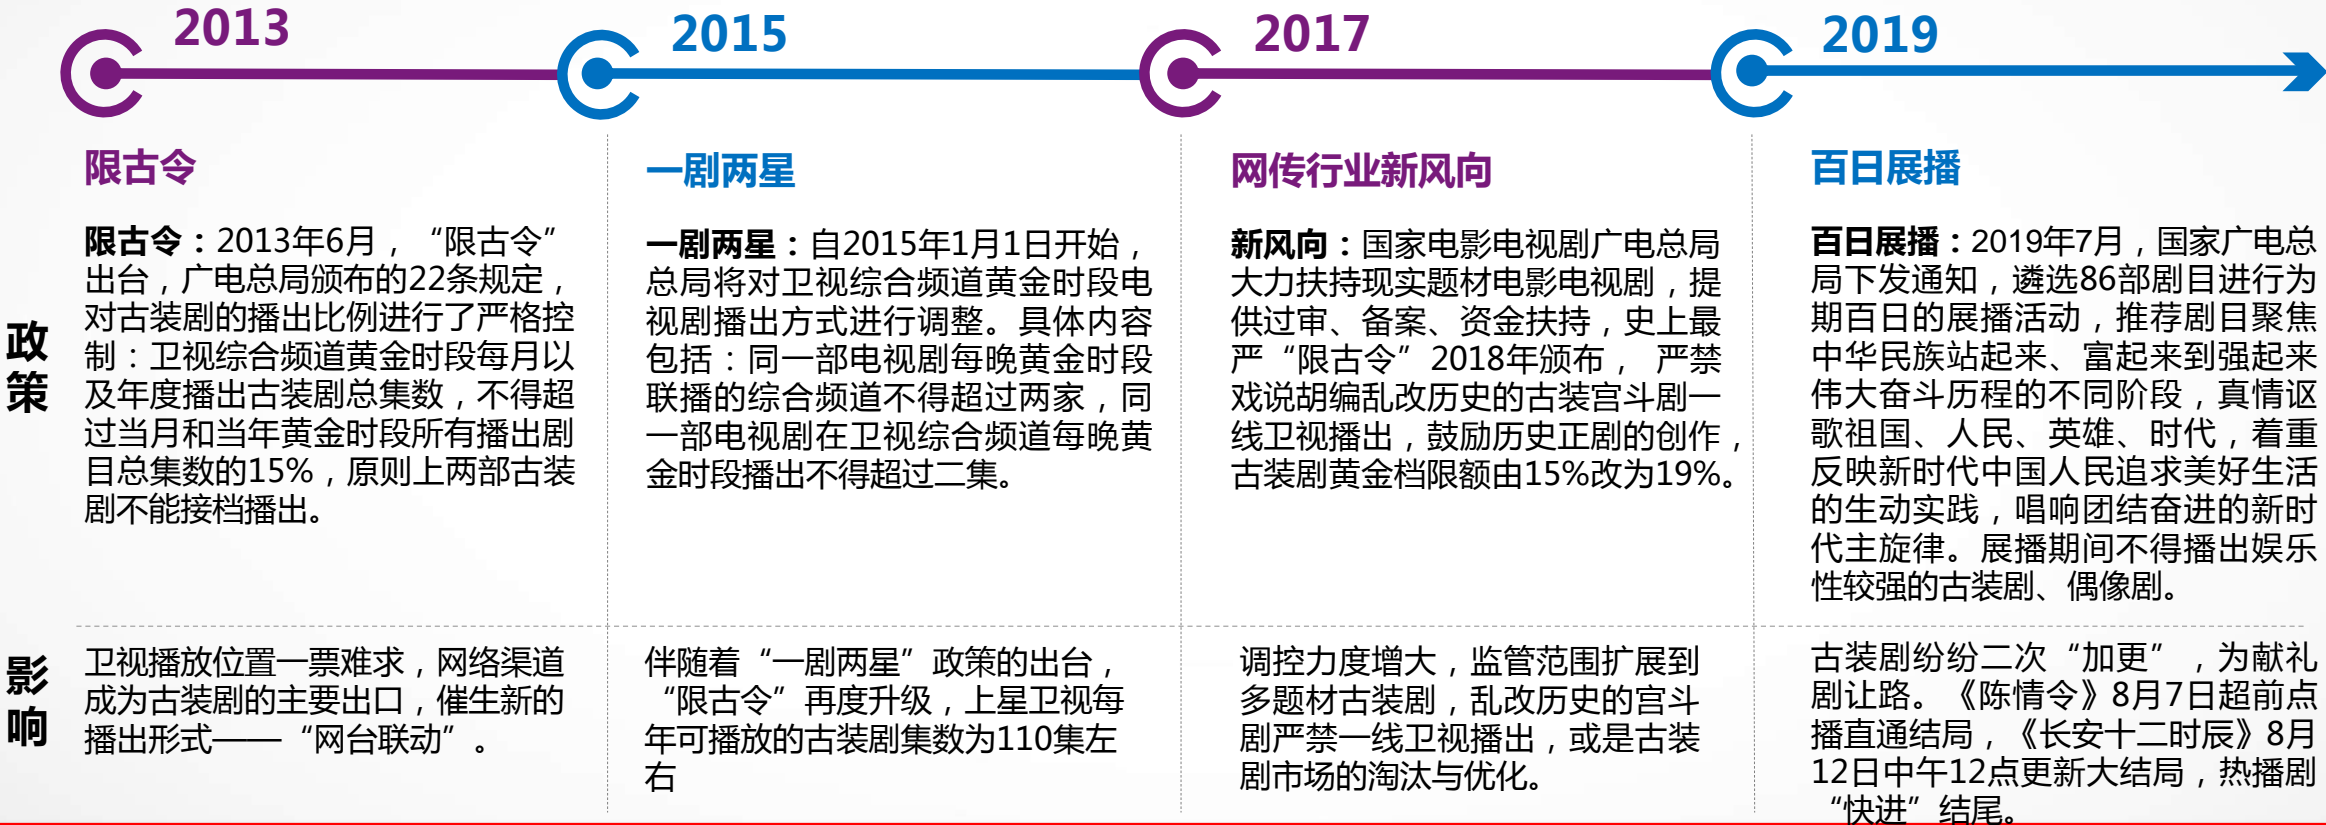 2013
2015
2017
2019
限古令
一剧两星
网传行业新风向
百日展播
政策
限古令：2013年6月，“限古令”
出台，广电总局颁布的22条规定，
对古装剧的播出比例进行了严格控
制：卫视综合频道黄金时段每月以
及年度播出古装剧总集数，不得超
过当月和当年黄金时段所有播出剧
目总集数的15%，原则上两部古装
剧不能接档播出。
一剧两星：自2015年1月1日开始，
总局将对卫视综合频道黄金时段电
视剧播出方式进行调整。具体内容
包括：同一部电视剧每晚黄金时段
联播的综合频道不得超过两家，同
一部电视剧在卫视综合频道每晚黄
金时段播出不得超过二集。
新风向：国家电影电视剧广电总局
大力扶持现实题材电影电视剧，提
供过审、备案、资金扶持，史上最
严“限古令”2018年颁布， 严禁
戏说胡编乱改历史的古装宫斗剧一
线卫视播出，鼓励历史正剧的创作，
古装剧黄金档限额由15%改为19%。
百日展播：2019年7月，国家广电总
局下发通知，遴选86部剧目进行为
期百日的展播活动，推荐剧目聚焦
中华民族站起来、富起来到强起来
伟大奋斗历程的不同阶段，真情讴
歌祖国、人民、英雄、时代，着重
反映新时代中国人民追求美好生活
的生动实践，唱响团结奋进的新时
代主旋律。展播期间不得播出娱乐
性较强的古装剧、偶像剧。
影响
卫视播放位置一票难求，网络渠道
成为古装剧的主要出口，催生新的
播出形式——“网台联动”。
伴随着“一剧两星”政策的出台，
“限古令”再度升级，上星卫视每
年可播放的古装剧集数为110集左
右
调控力度增大，监管范围扩展到
多题材古装剧，乱改历史的宫斗
剧严禁一线卫视播出，或是古装
剧市场的淘汰与优化。
古装剧纷纷二次“加更”，为献礼
剧让路。《陈情令》8月7日超前点
播直通结局，《长安十二时辰》8月
12日中午12点更新大结局，热播剧
“快进”结尾。